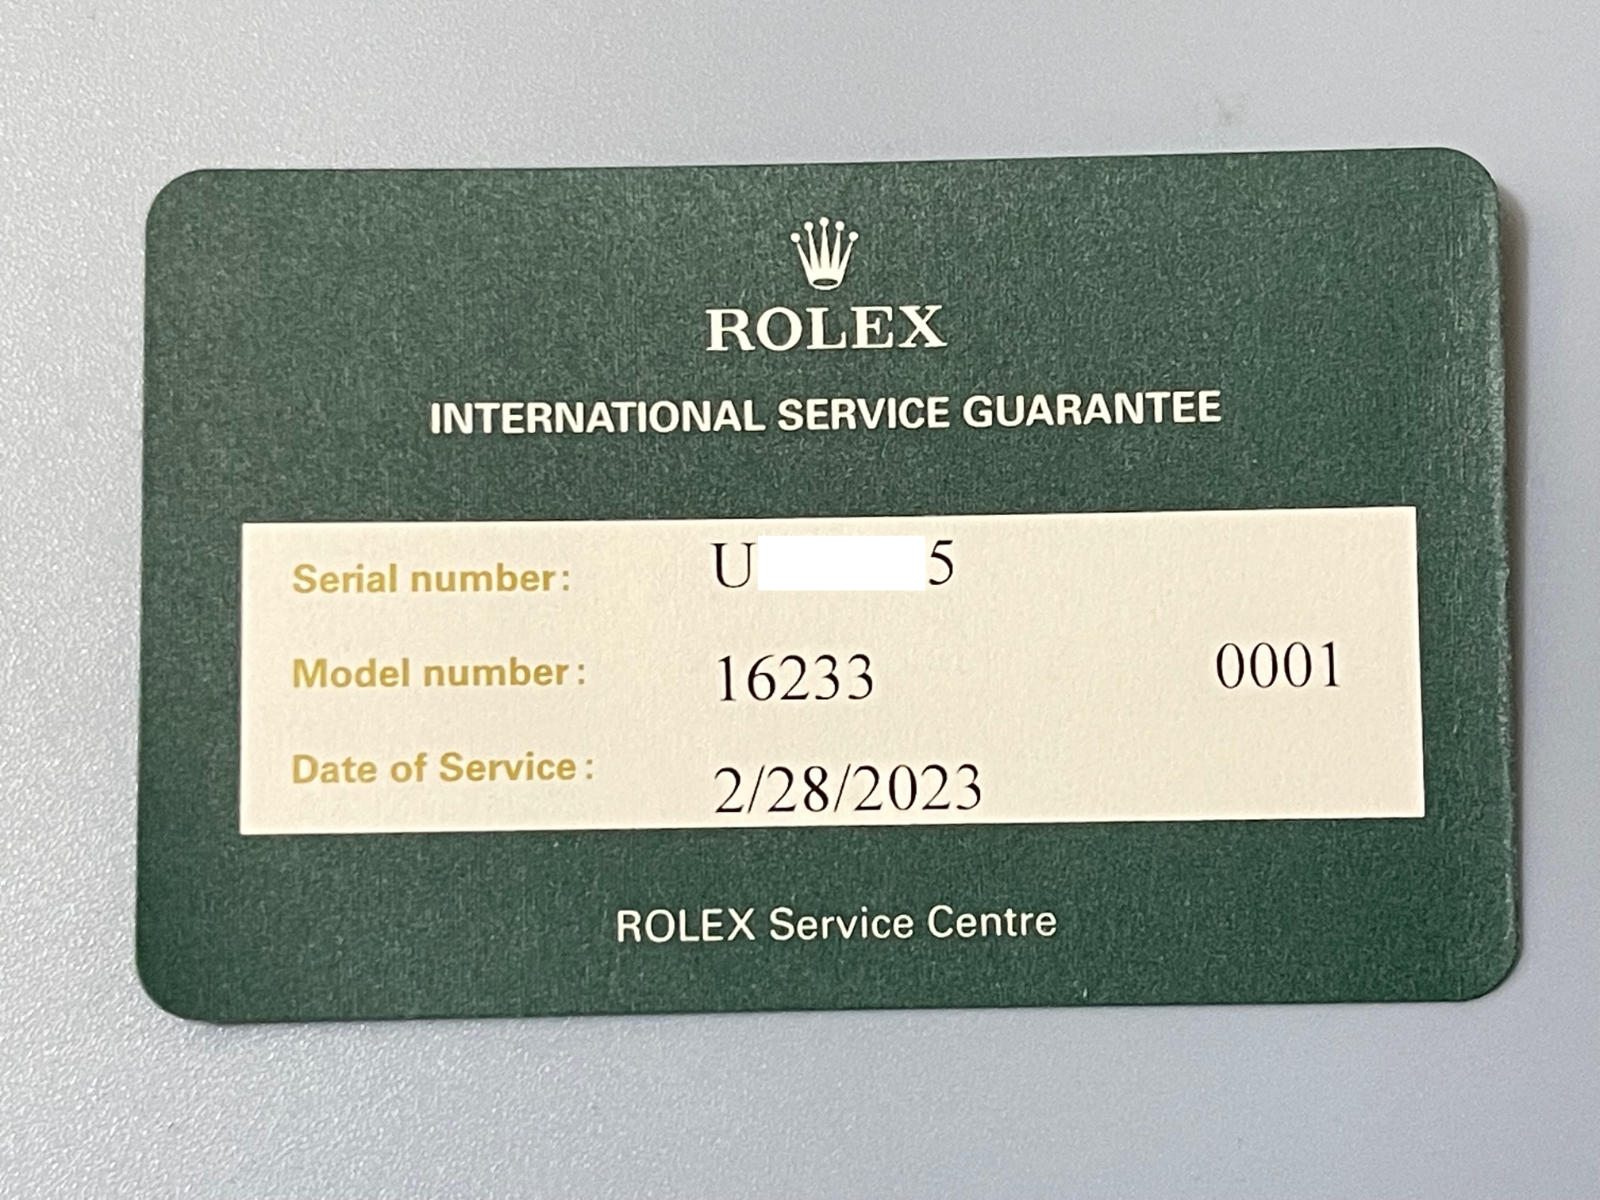 ROLEX
INTERNATIONAL SERVICE GUARANTEE
Serial number: U 5
Model number: 16233 0001
Date of Service: 2/28/2023
ROLEX Service Centre